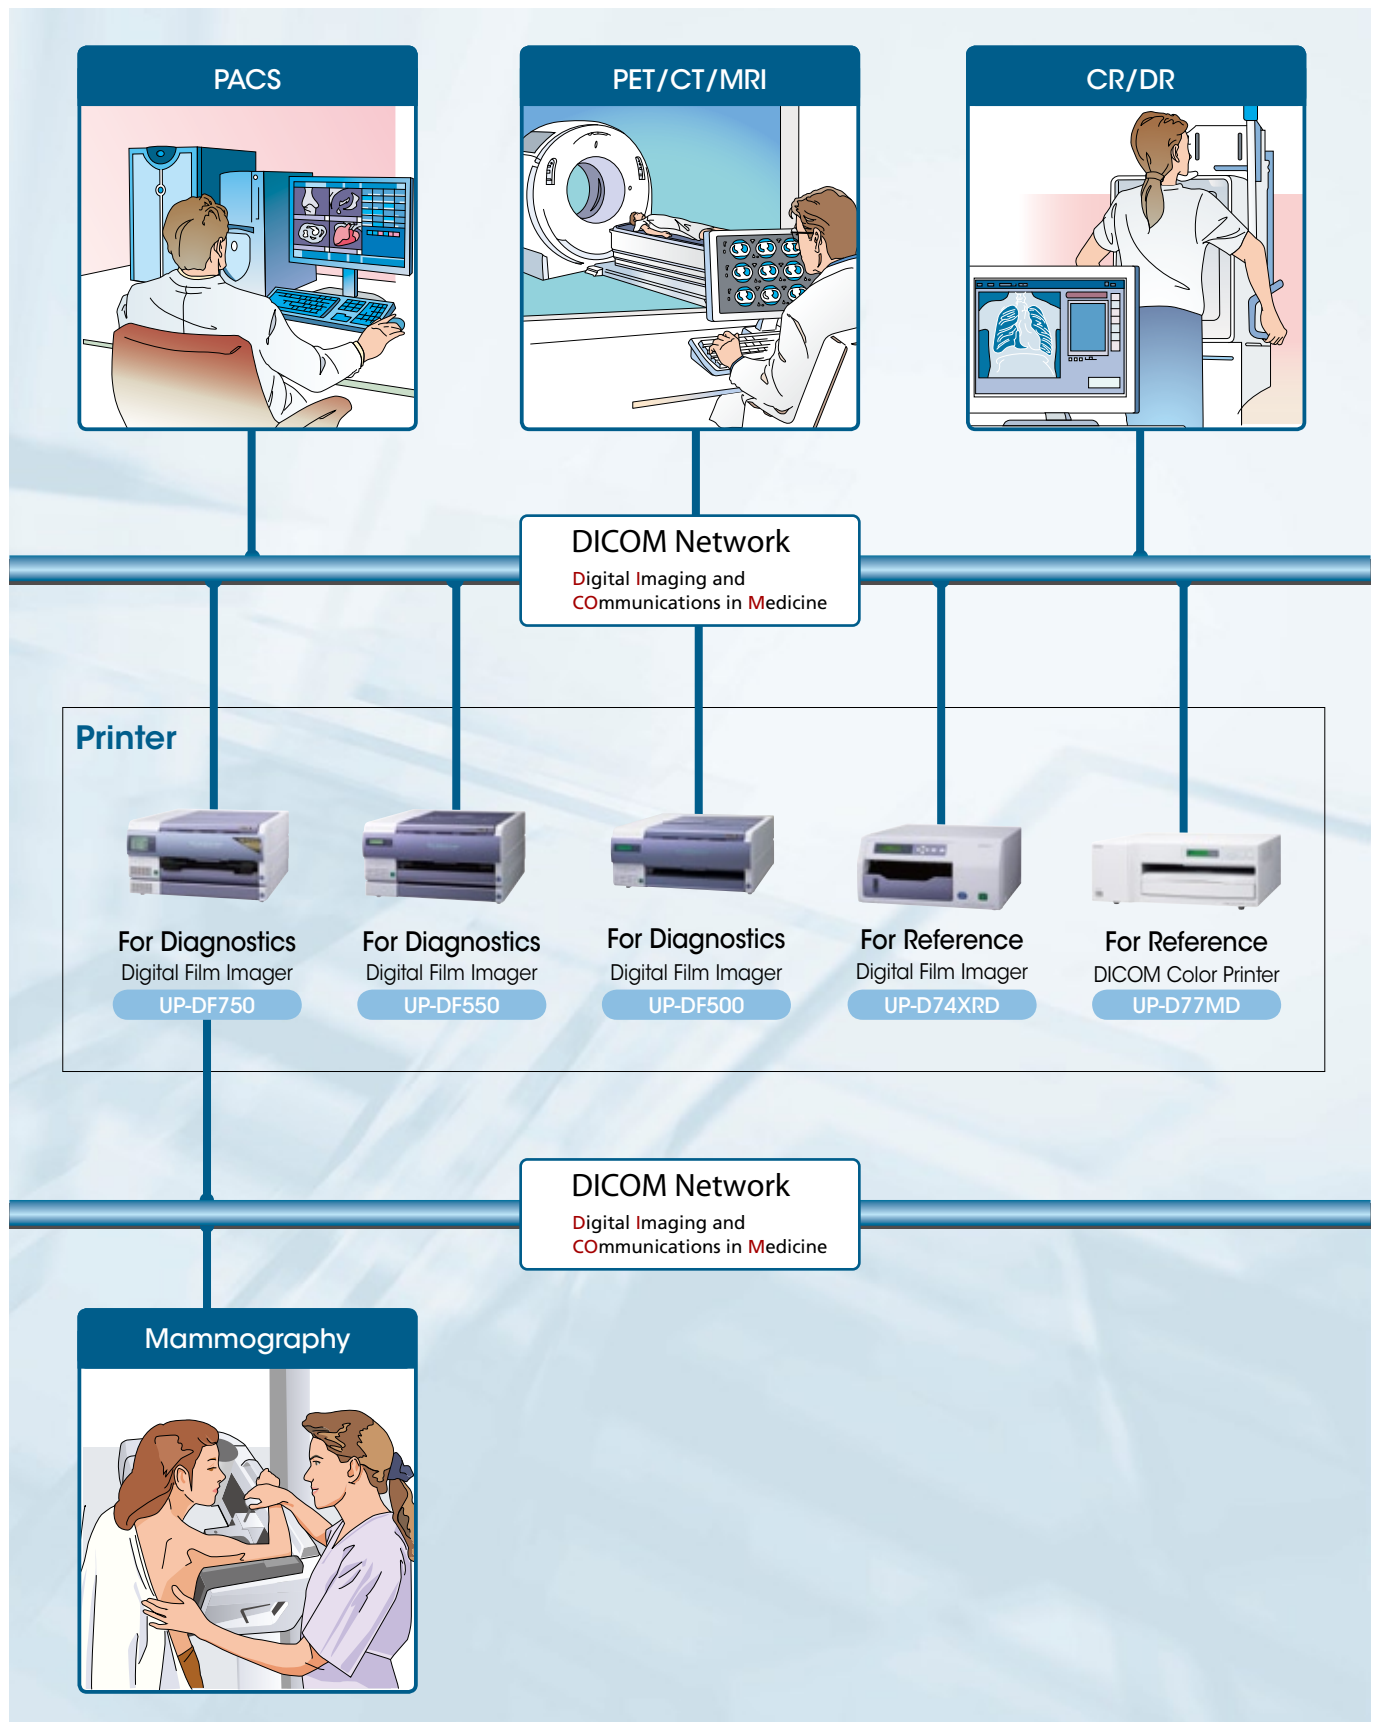 PACS
PET/CT/MRI
CR/DR
DICOM Network
Digital Imaging and
COmmunications in Medicine
Printer
For Diagnostics
Digital Film Imager
UP-DF750
For Diagnostics
Digital Film Imager
UP-DF550
For Diagnostics
Digital Film Imager
UP-DF500
For Reference
Digital Film Imager
UP-D74XRD
For Reference
DICOM Color Printer
UP-D77MD
DICOM Network
Digital Imaging and
COmmunications in Medicine
Mammography